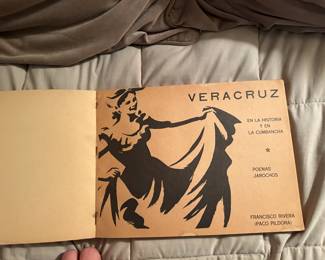 VERACRUZ
EN LA HISTORIA
Y EN
LA CUMBANCHA
*
POEMAS
JAROCHOS
FRANCISCO RIVERA
(PACO PILDORA)